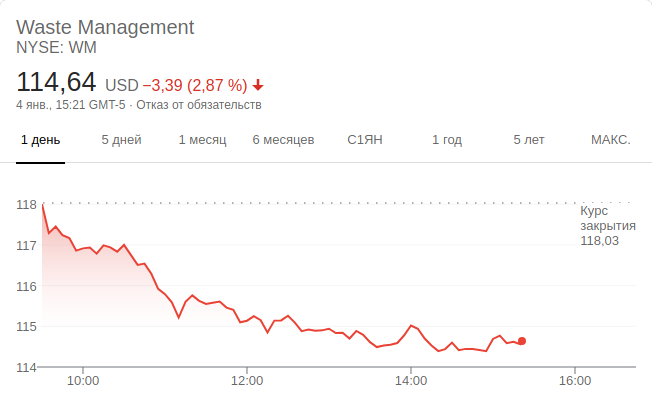 Waste Management
NYSE: WM
114,64 USD −3,39 (2,87 %)
4 янв., 15:21 GMT-5 · Отказ от обязательств
1 день 5 дней 1 месяц 6 месяцев С1ЯН 1 год 5 лет МАКС.
118
Курс
закрытия
118,03
117
116
115
114
10:00 12:00 14:00 16:00